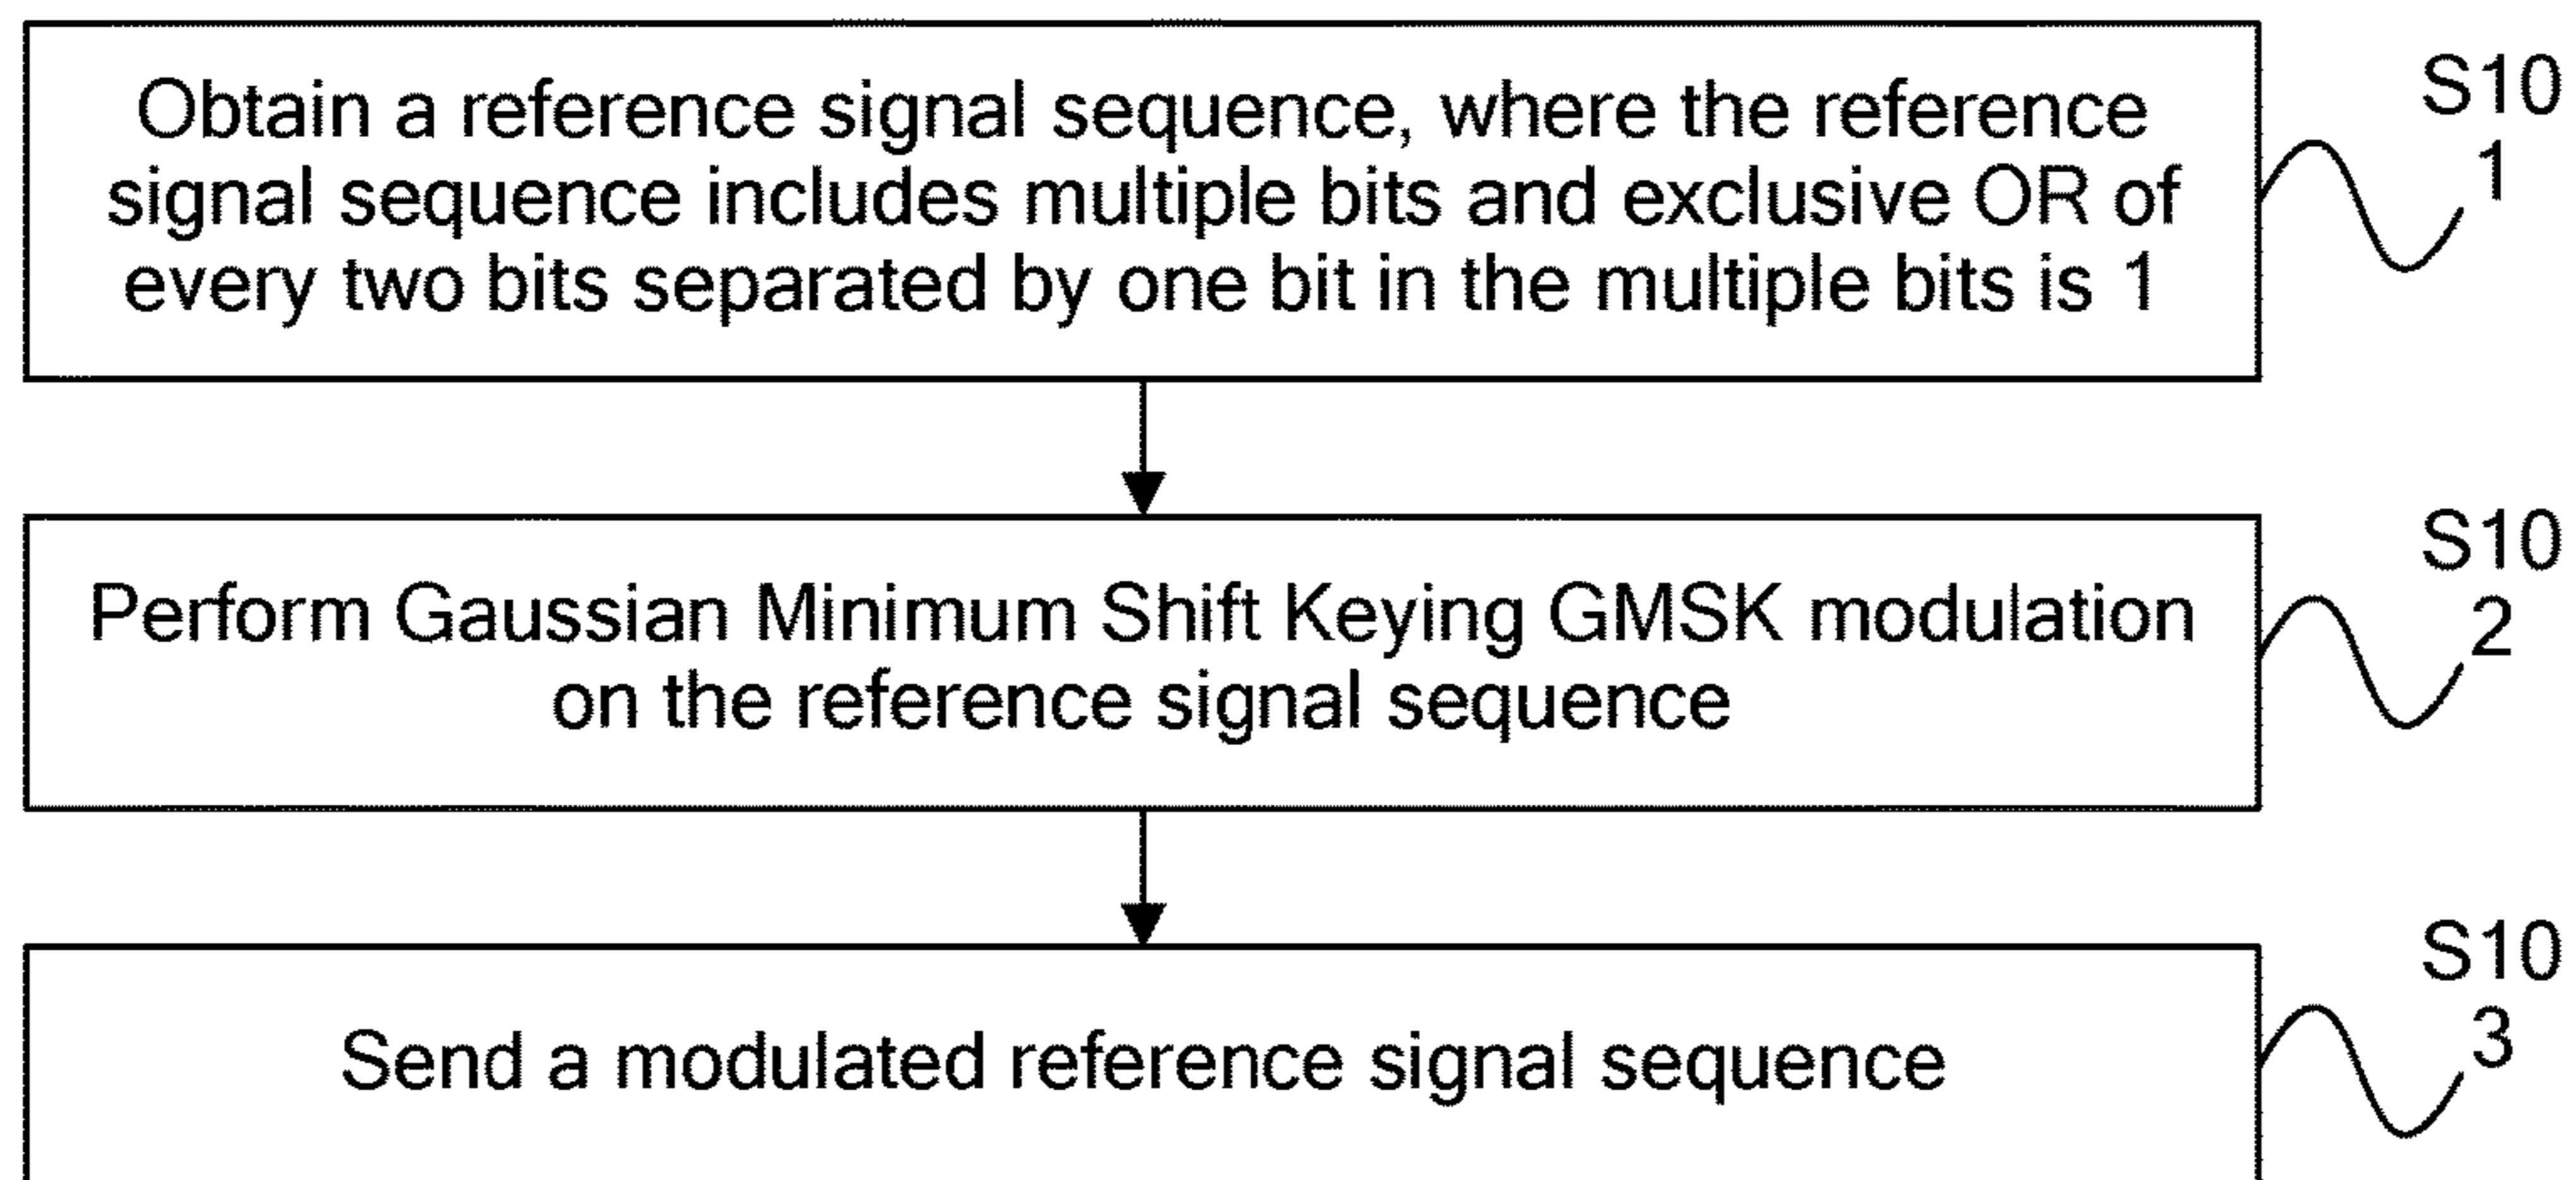 Obtain a reference signal sequence, where the reference
signal sequence includes multiple bits and exclusive OR of
every two bits separated by one bit in the multiple bits is 1
S10
1
Perform Gaussian Minimum Shift Keying GMSK modulation
on the reference signal sequence
S10
2
Send a modulated reference signal sequence
S10
3